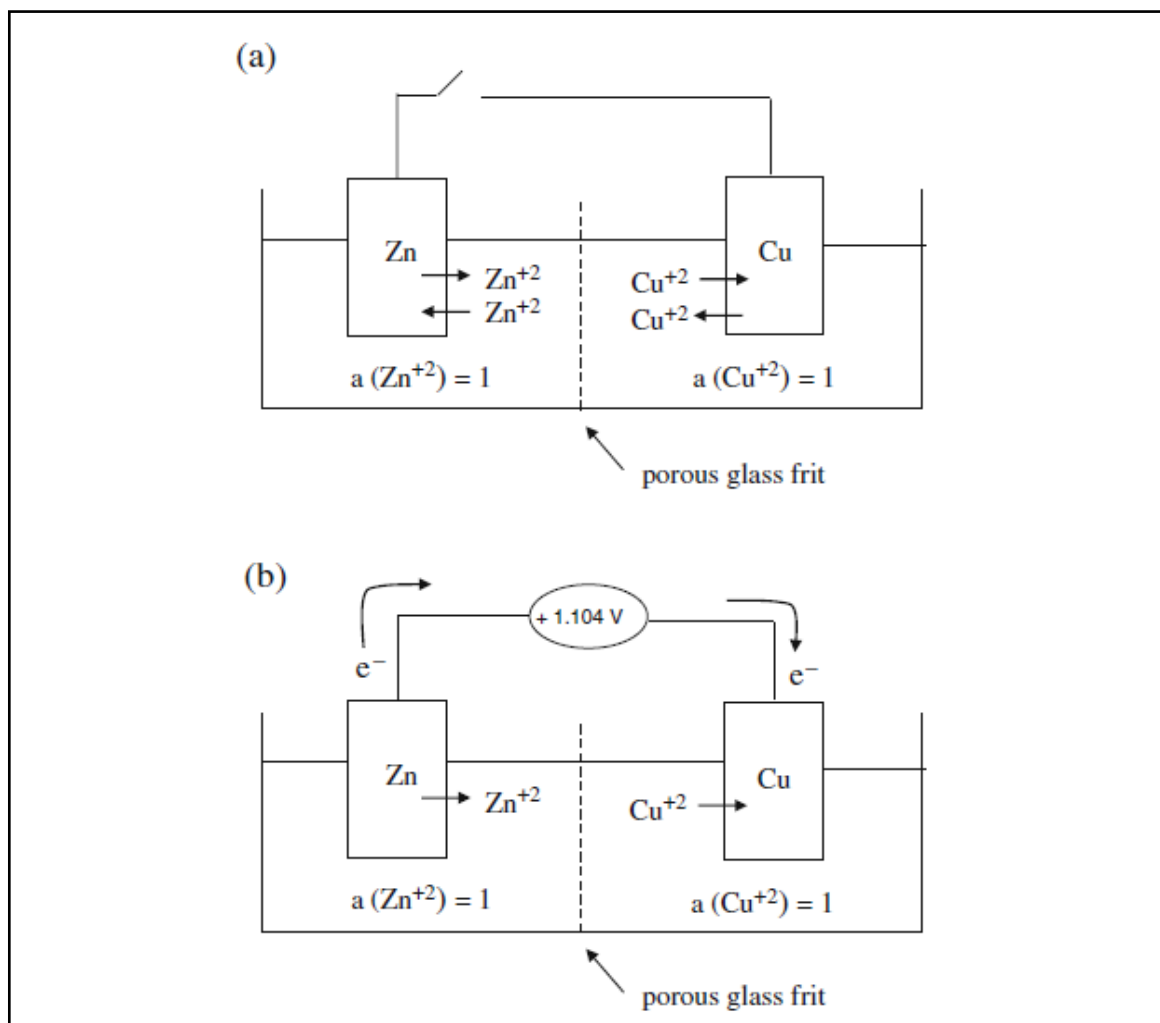 (a)
Zn
Cu
Zn⁺²
Cu⁺²
Zn⁺²
Cu⁺²
a (Zn⁺²) = 1
a (Cu⁺²) = 1
porous glass frit
(b)
+ 1.104 V
e⁻
e⁻
Zn
Cu
Zn⁺²
Cu⁺²
a (Zn⁺²) = 1
a (Cu⁺²) = 1
porous glass frit